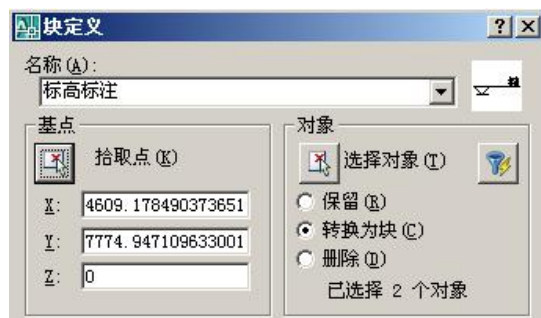 块定义
名称(A):
标高标注
基点
拾取点(K)
X: 4609.178490373651
Y: 7774.947109633001
Z: 0
对象
选择对象(T)
保留(R)
转换为块(C)
删除(D)
已选择 2 个对象